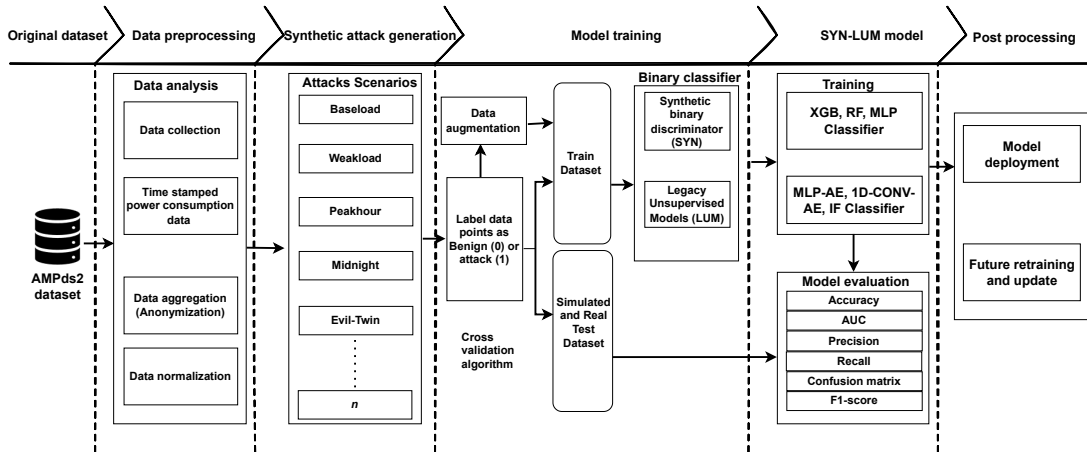 Original dataset
Data preprocessing
Synthetic attack generation
Model training
SYN-LUM model
Post processing
AMPds2
dataset
Data analysis
Data collection
Time stamped
power consumption
data
Data aggregation
(Anonymization)
Data normalization
Attacks Scenarios
Baseload
Weakload
Peakhour
Midnight
Evil-Twin
n
Data
augmentation
Label data
points as
Benign (0) or
attack (1)
Cross
validation
algorithm
Train
Dataset
Simulated
and Real
Test
Dataset
Binary classifier
Synthetic
binary
discriminator
(SYN)
Legacy
Unsupervised
Models (LUM)
Training
XGB, RF, MLP
Classifier
MLP-AE, 1D-CONV-
AE, IF Classifier
Model evaluation
Accuracy
AUC
Precision
Recall
Confusion matrix
F1-score
Model
deployment
Future retraining
and update